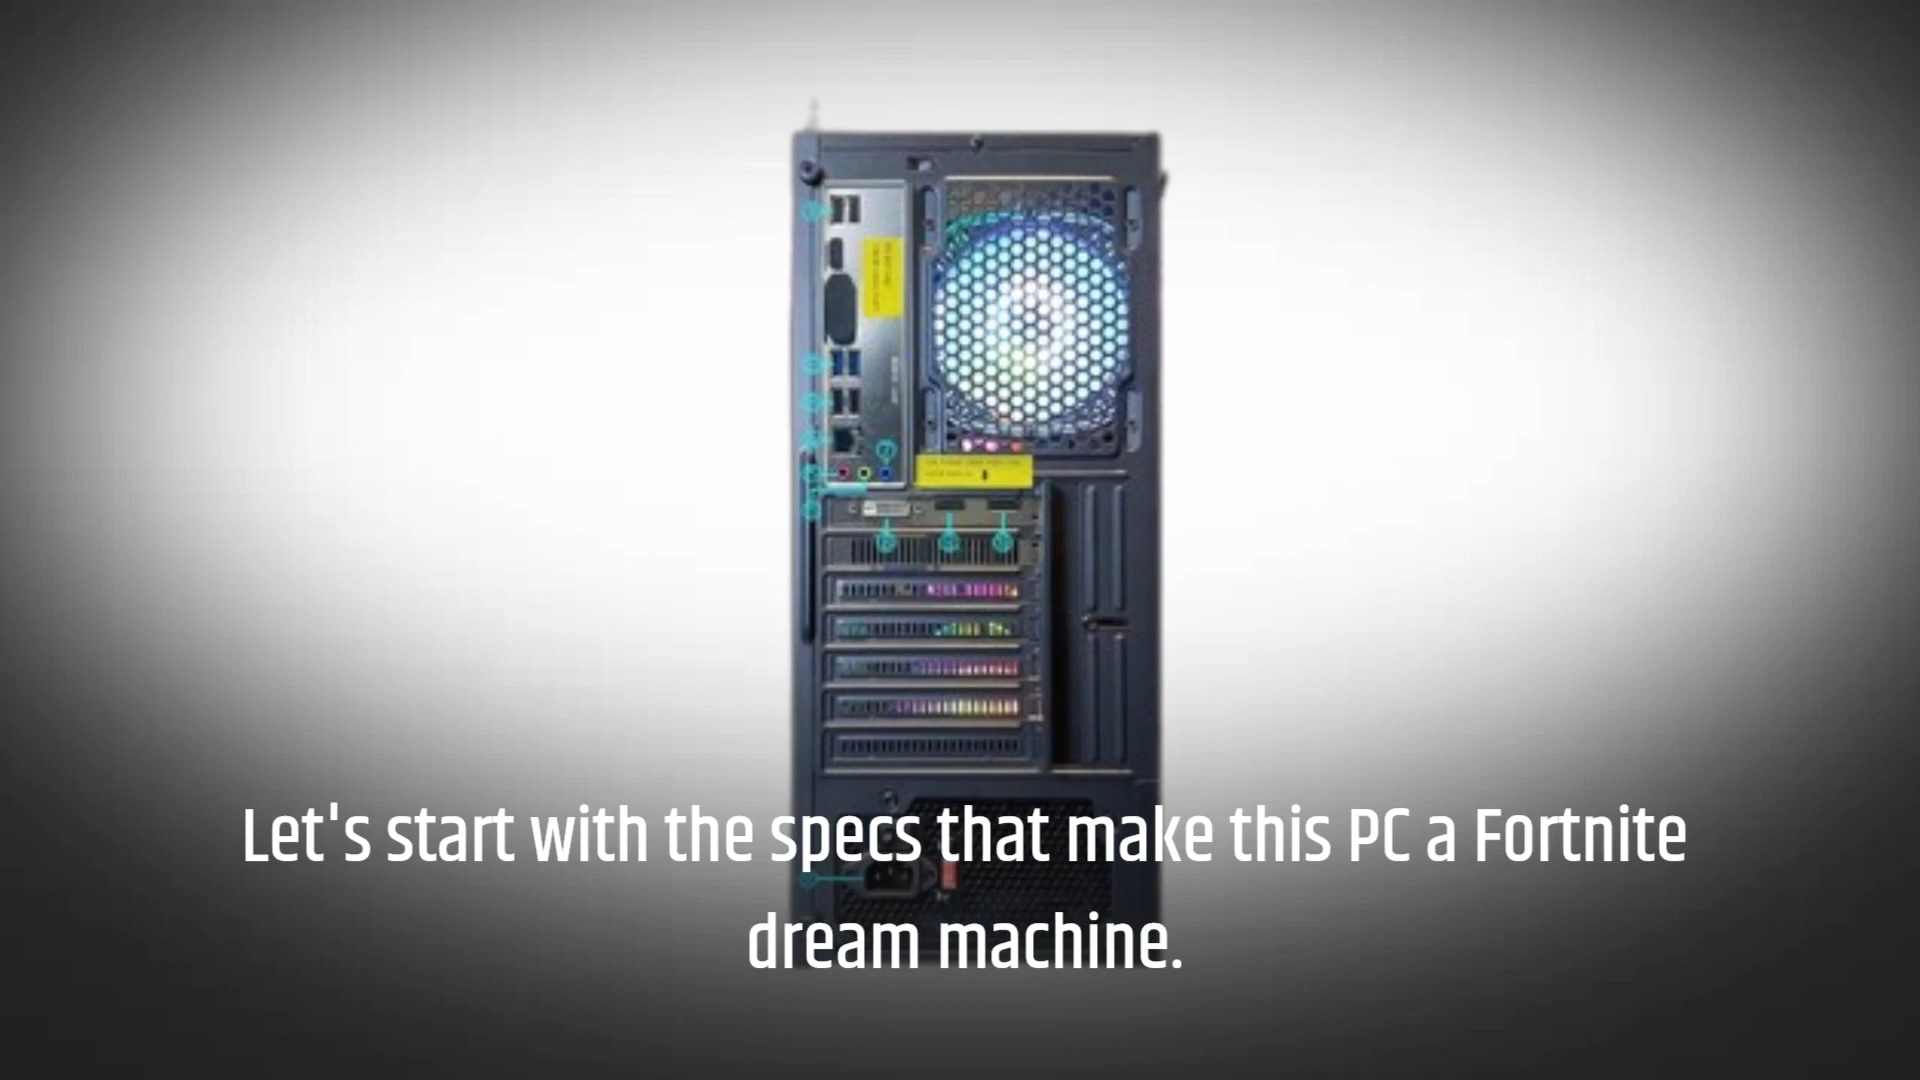 Let's start with the specs that make this PC a Fortnite
dream machine.